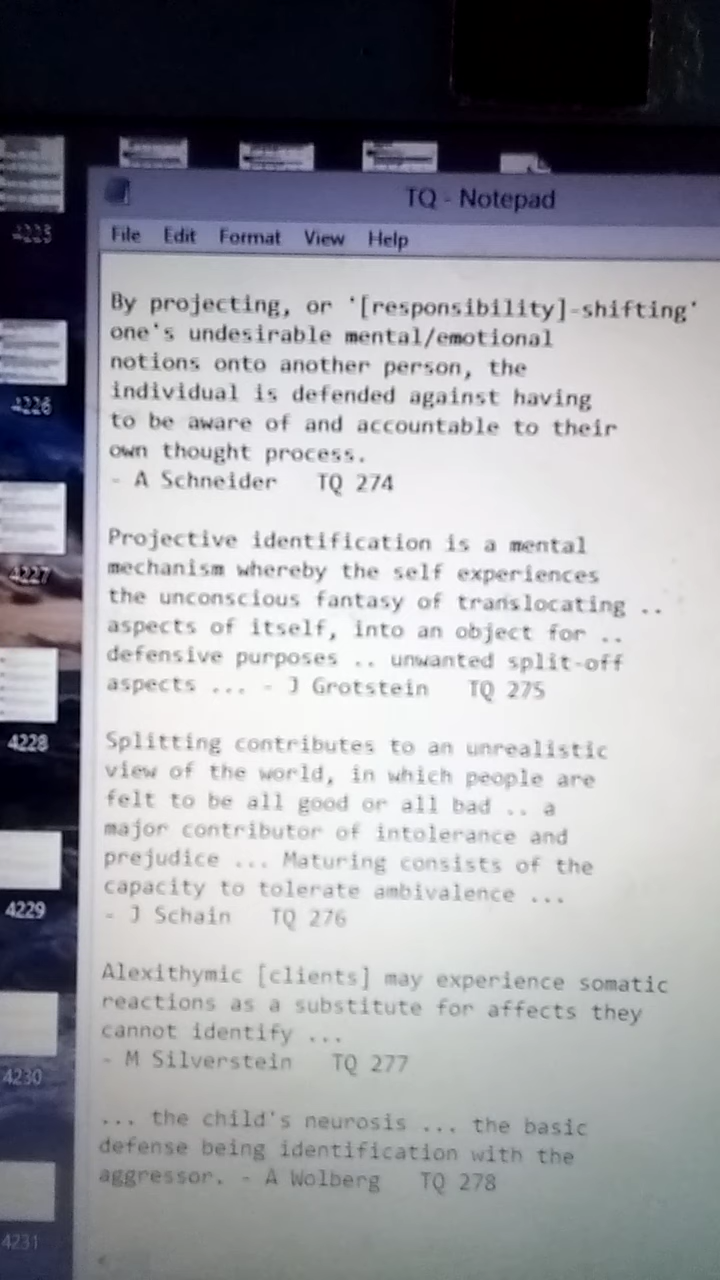 TQ - Notepad
File Edit Format View Help
By projecting, or '[responsibility]-shifting'
one's undesirable mental/emotional
notions onto another person, the
individual is defended against having
to be aware of and accountable to their
own thought process.
- A Schneider TQ 274
Projective identification is a mental
mechanism whereby the self experiences
the unconscious fantasy of translocating ..
aspects of itself, into an object for ..
defensive purposes .. unwanted split-off
aspects ... - J Grotstein TQ 275
Splitting contributes to an unrealistic
view of the world, in which people are
felt to be all good or all bad .. a
major contributor of intolerance and
prejudice ... Maturing consists of the
capacity to tolerate ambivalence ...
- J Schain TQ 276
Alexithymic [clients] may experience somatic
reactions as a substitute for affects they
cannot identify ...
- M Silverstein TQ 277
... the child's neurosis ... the basic
defense being identification with the
aggressor. - A Wolberg TQ 278
4225
4226
4227
4228
4229
4230
4231